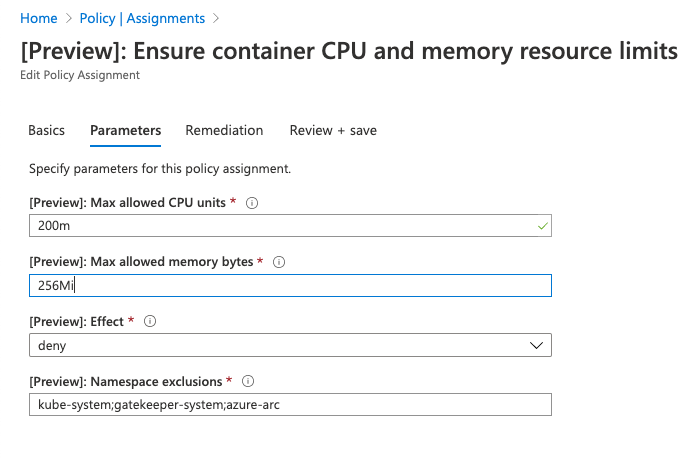 Home > Policy | Assignments >
[Preview]: Ensure container CPU and memory resource limits
Edit Policy Assignment
Basics Parameters Remediation Review + save
Specify parameters for this policy assignment.
[Preview]: Max allowed CPU units *
200m
[Preview]: Max allowed memory bytes *
256Mi
[Preview]: Effect *
deny
[Preview]: Namespace exclusions *
kube-system;gatekeeper-system;azure-arc